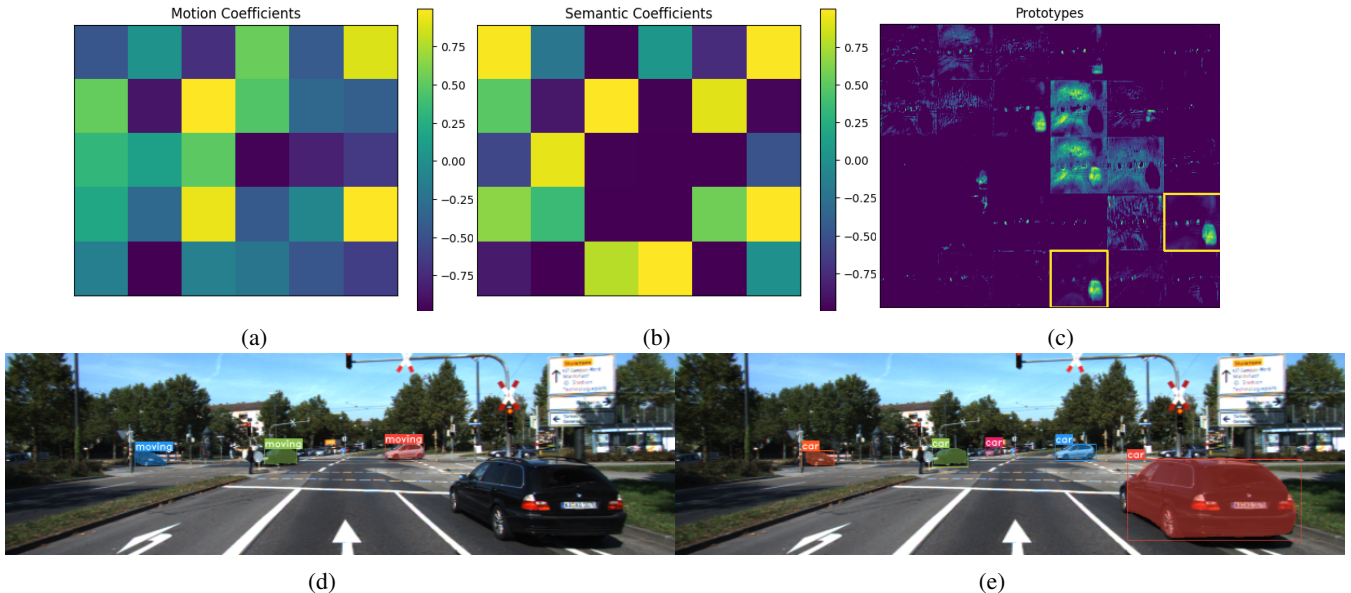 Motion Coefficients
Semantic Coefficients
Prototypes
0.75
0.50
0.25
0.00
−0.25
−0.50
−0.75
0.75
0.50
0.25
0.00
−0.25
−0.50
−0.75
(a)
(b)
(c)
moving
moving
moving
car
car
car
car
car
(d)
(e)